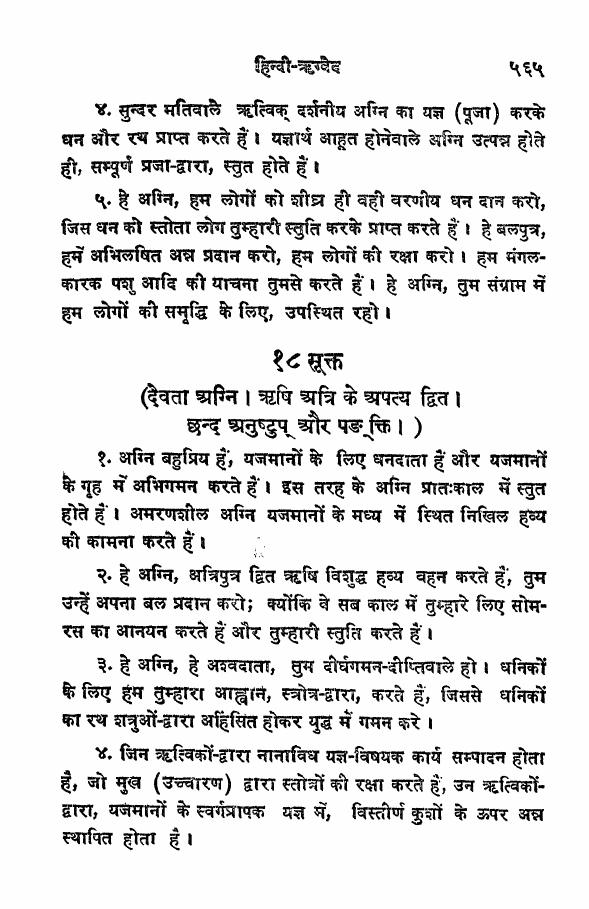 हिन्दी-ऋग्वेद ५६५
४. सुन्दर मतिवाले ऋत्विक् दर्शनीय अग्नि का यज्ञ (पूजा) करके
धन और रथ प्राप्त करते हैं। यज्ञार्थ आहूत होनेवाले अग्नि उत्पन्न होते
ही, सम्पूर्ण प्रजा-द्वारा, स्तुत होते हैं।
५. हे अग्नि, हम लोगों को शीघ्र ही वही वरणीय धन दान करो,
जिस धन को स्तोता लोग तुम्हारी स्तुति करके प्राप्त करते हैं। हे बलपुत्र,
हमें अभिलषित अन्न प्रदान करो, हम लोगों की रक्षा करो। हम मंगल-
कारक पशु आदि की याचना तुमसे करते हैं। हे अग्नि, तुम संग्राम में
हम लोगों की समृद्धि के लिए, उपस्थित रहो।
१८ सूक्त
(देवता अग्नि। ऋषि अत्रि के अपत्य द्वित।
छन्द अनुष्टुप् और पङ्क्ति।)
१. अग्नि बहुप्रिय हैं, यजमानों के लिए धनदाता हैं और यजमानों
के गृह में अभिगमन करते हैं। इस तरह के अग्नि प्रातःकाल में स्तुत
होते हैं। अमरणशील अग्नि यजमानों के मध्य में स्थित निखिल हव्य
की कामना करते हैं।
२. हे अग्नि, अत्रिपुत्र द्वित ऋषि विशुद्ध हव्य वहन करते हैं, तुम
उन्हें अपना बल प्रदान करो; क्योंकि वे सब काल में तुम्हारे लिए सोम-
रस का आनयन करते हैं और तुम्हारी स्तुति करते हैं।
३. हे अग्नि, हे अश्वदाता, तुम दीर्घगमन-दीप्तिवाले हो। धनिकों
के लिए हम तुम्हारा आह्वान, स्त्रोत्र-द्वारा, करते हैं, जिससे धनिकों
का रथ शत्रुओं-द्वारा अहिंसित होकर युद्ध में गमन करे।
४. जिन ऋत्विकों-द्वारा नानाविध यज्ञ-विषयक कार्य सम्पादन होता
है, जो मुख (उच्चारण) द्वारा स्तोत्रों की रक्षा करते हैं, उन ऋत्विकों-
द्वारा, यजमानों के स्वर्गप्रापक यज्ञ में, विस्तीर्ण कुशों के ऊपर अन्न
स्थापित होता है।